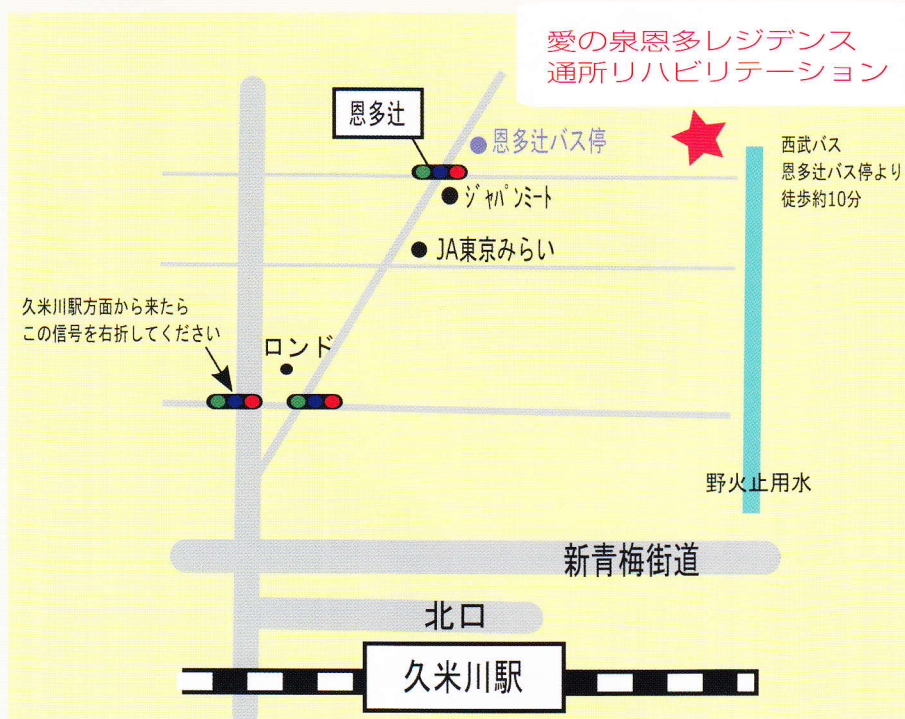 愛の泉恩多レジデンス
通所リハビリテーション
恩多辻
恩多辻バス停
西武バス
恩多辻バス停より
徒歩約10分
ジャパンミート
JA東京みらい
久米川駅方面から来たら
この信号を右折してください
ロンド
野火止用水
新青梅街道
北口
久米川駅